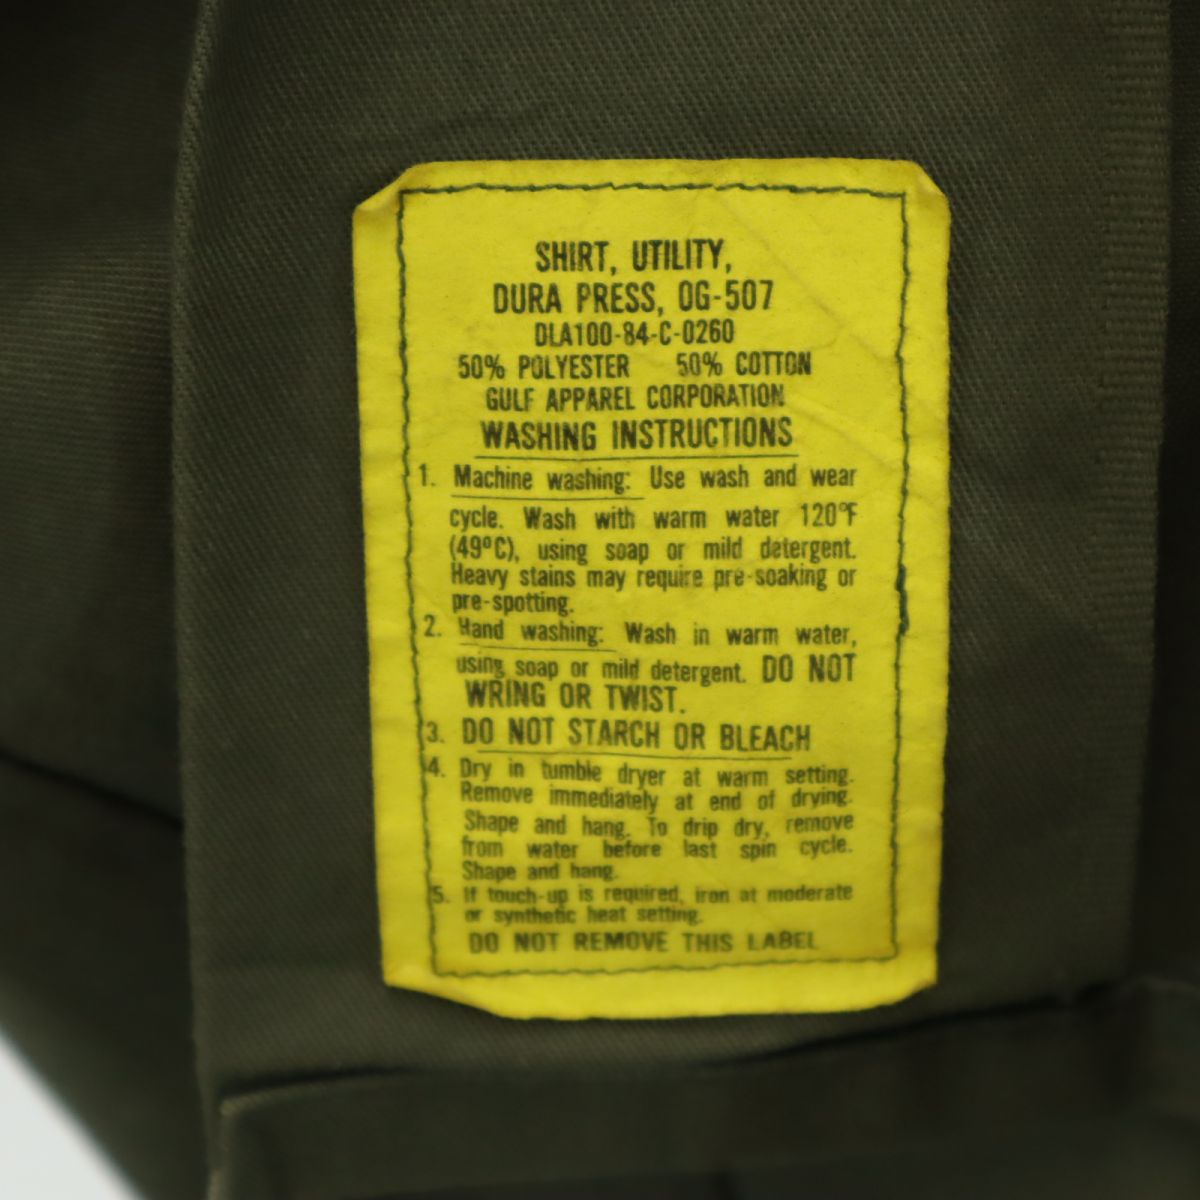 SHIRT, UTILITY,
DURA PRESS, OG-507
DLA100-84-C-0260
50% POLYESTER 50% COTTON
GULF APPAREL CORPORATION
WASHING INSTRUCTIONS
1. Machine washing: Use wash and wear
cycle. Wash with warm water 120°F
(49°C), using soap or mild detergent.
Heavy stains may require pre-soaking or
pre-spotting.
2. Hand washing: Wash in warm water,
using soap or mild detergent. DO NOT
WRING OR TWIST.
3. DO NOT STARCH OR BLEACH
4. Dry in tumble dryer at warm setting.
Remove immediately at end of drying.
Shape and hang. To drip dry, remove
from water before last spin cycle.
Shape and hang.
5. If touch-up is required, iron at moderate
or synthetic heat setting.
DO NOT REMOVE THIS LABEL